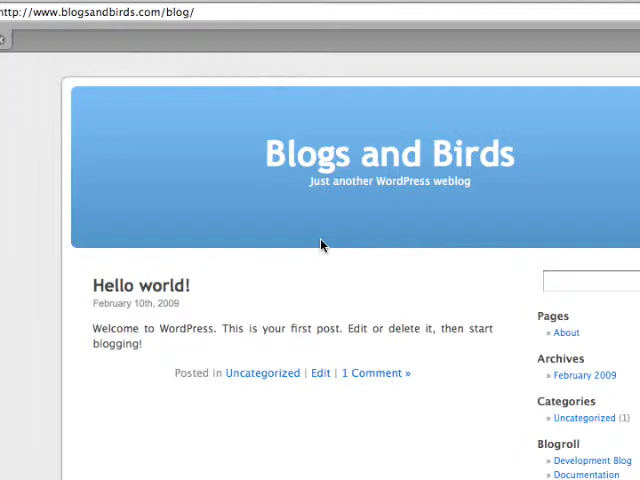 http://www.blogsandbirds.com/blog/
Blogs and Birds
Just another WordPress weblog
Hello world!
February 10th, 2009
Welcome to WordPress. This is your first post. Edit or delete it, then start
blogging!
Posted in Uncategorized | Edit | 1 Comment »
Pages
» About
Archives
» February 2009
Categories
» Uncategorized (1)
Blogroll
» Development Blog
» Documentation